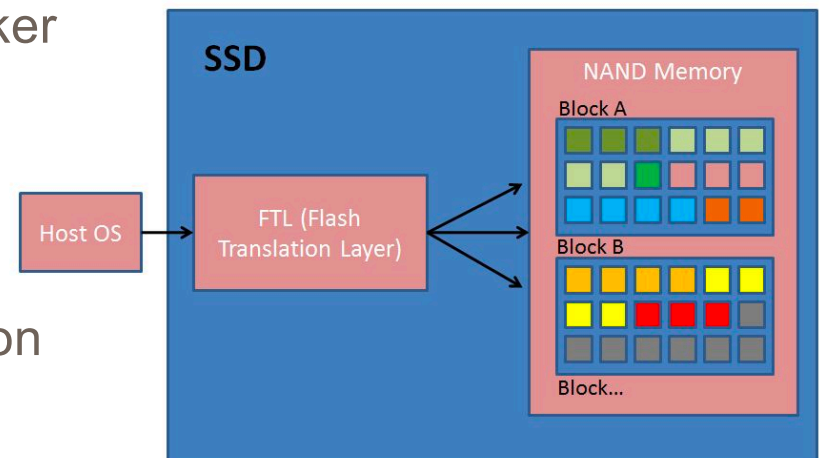 ker
on
SSD
Host OS
FTL (Flash
Translation Layer)
NAND Memory
Block A
Block B
Block...